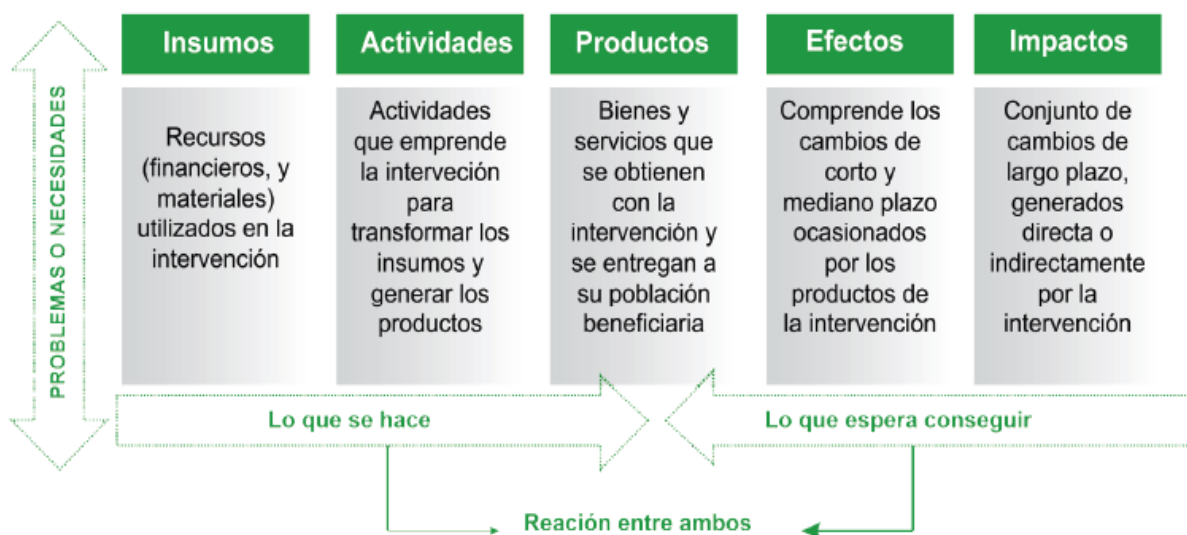 PROBLEMAS O NECESIDADES
Insumos
Recursos
(financieros, y
materiales)
utilizados en la
intervención
Actividades
Actividades
que emprende
la interveción
para
transformar los
insumos y
generar los
productos
Productos
Bienes y
servicios que
se obtienen
con la
intervención y
se entregan a
su población
beneficiaria
Efectos
Comprende los
cambios de
corto y
mediano plazo
ocasionados
por los
productos de
la intervención
Impactos
Conjunto de
cambios de
largo plazo,
generados
directa o
indirectamente
por la
intervención
Lo que se hace
Lo que espera conseguir
Reación entre ambos